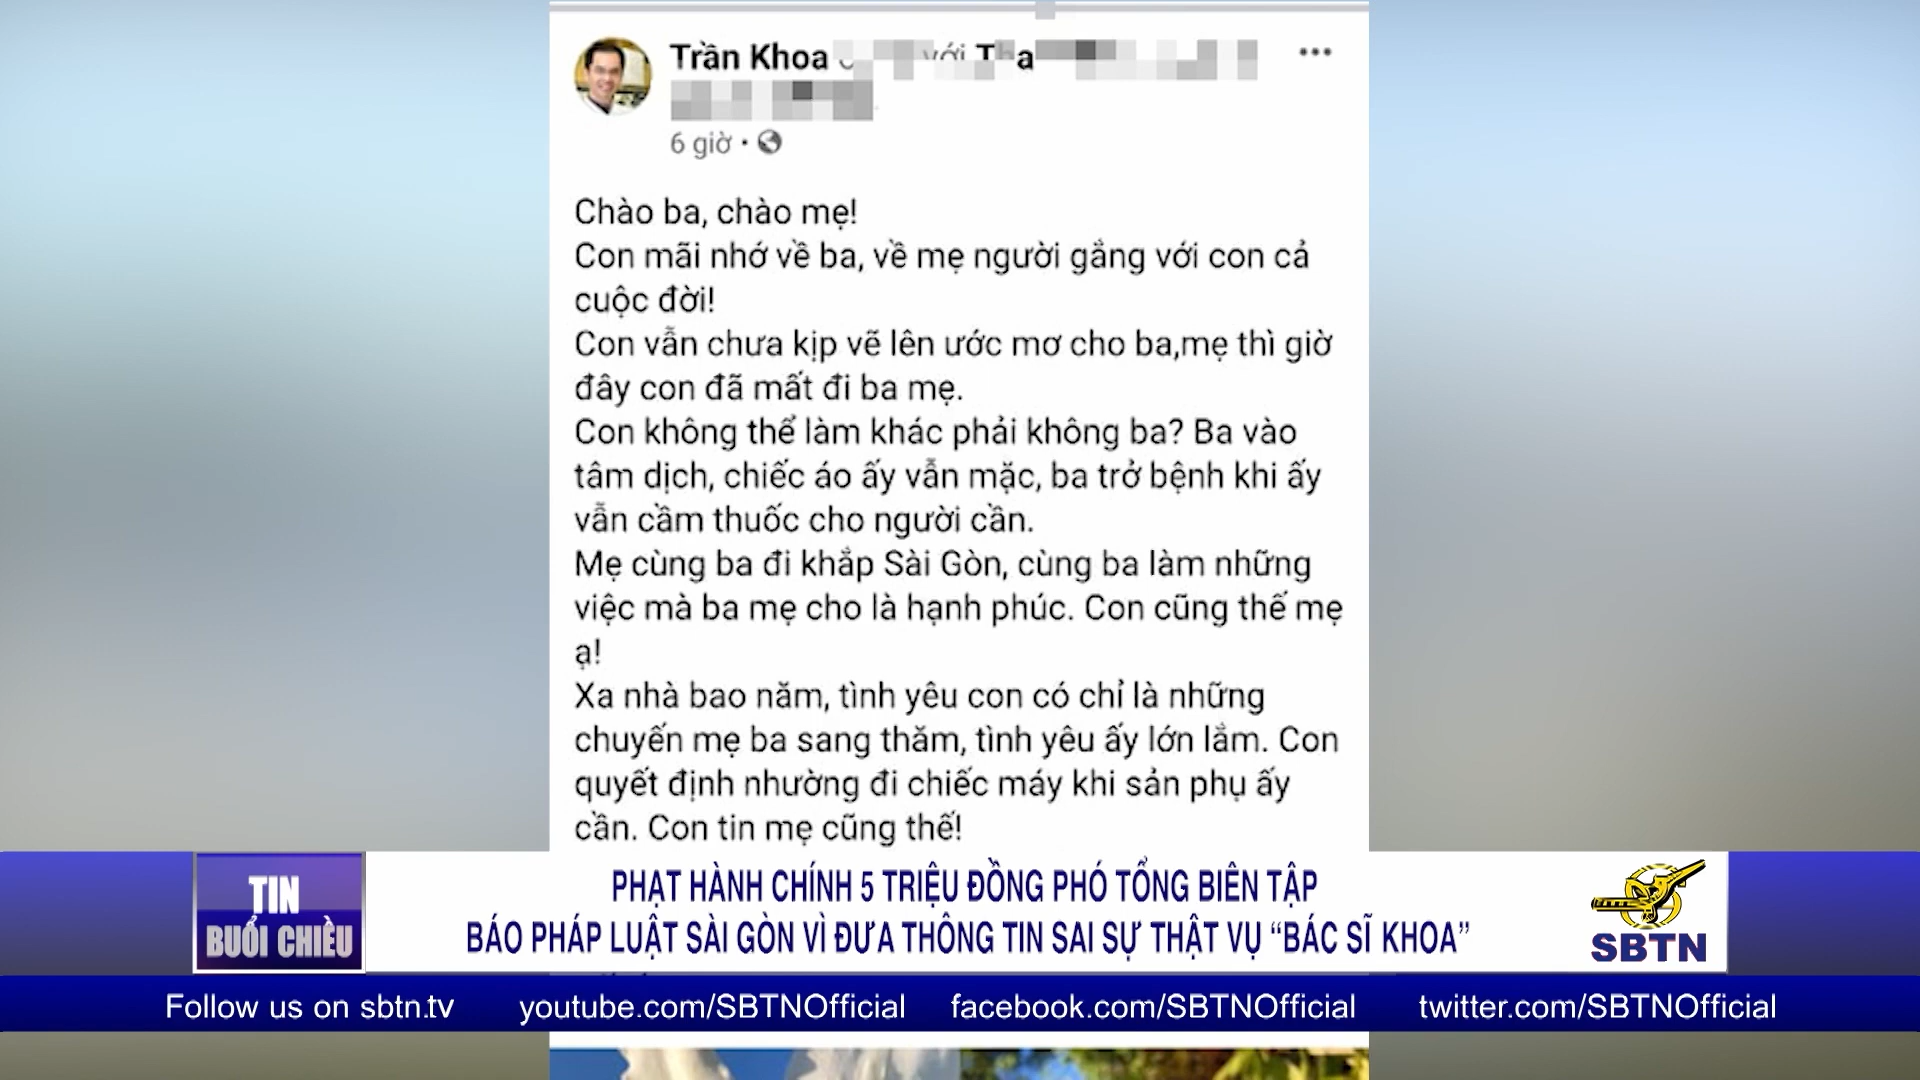 Trần Khoa
với Tha
6 giờ
Chào ba, chào mẹ!
Con mãi nhớ về ba, về mẹ người gắng với con cả
cuộc đời!
Con vẫn chưa kịp vẽ lên ước mơ cho ba,mẹ thì giờ
đây con đã mất đi ba mẹ.
Con không thể làm khác phải không ba? Ba vào
tâm dịch, chiếc áo ấy vẫn mặc, ba trở bệnh khi ấy
vẫn cầm thuốc cho người cần.
Mẹ cùng ba đi khắp Sài Gòn, cùng ba làm những
việc mà ba mẹ cho là hạnh phúc. Con cũng thế mẹ
ạ!
Xa nhà bao năm, tình yêu con có chỉ là những
chuyến mẹ ba sang thăm, tình yêu ấy lớn lắm. Con
quyết định nhường đi chiếc máy khi sản phụ ấy
cần. Con tin mẹ cũng thế!
TIN
BUỔI CHIỀU
PHẠT HÀNH CHÍNH 5 TRIỆU ĐỒNG PHÓ TỔNG BIÊN TẬP
BÁO PHÁP LUẬT SÀI GÒN VÌ ĐƯA THÔNG TIN SAI SỰ THẬT VỤ “BÁC SĨ KHOA”
SBTN
Follow us on sbtn.tv youtube.com/SBTNOfficial facebook.com/SBTNOfficial twitter.com/SBTNOfficial